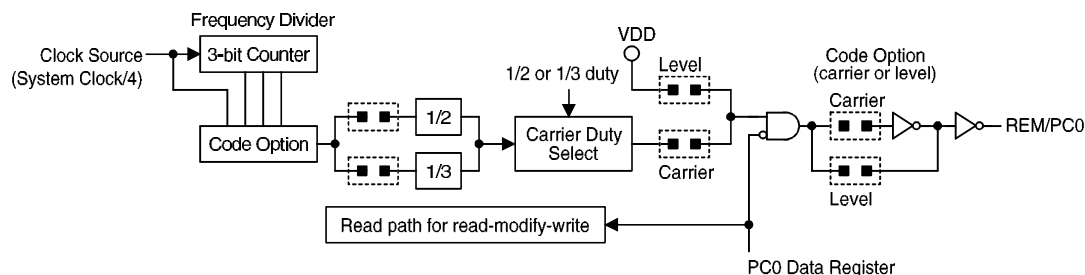 Frequency Divider
Clock Source
(System Clock/4)
3-bit Counter
Code Option
1/2
1/3
1/2 or 1/3 duty
Carrier Duty
Select
VDD
Level
Carrier
Code Option
(carrier or level)
Carrier
Level
REM/PC0
Read path for read-modify-write
PC0 Data Register